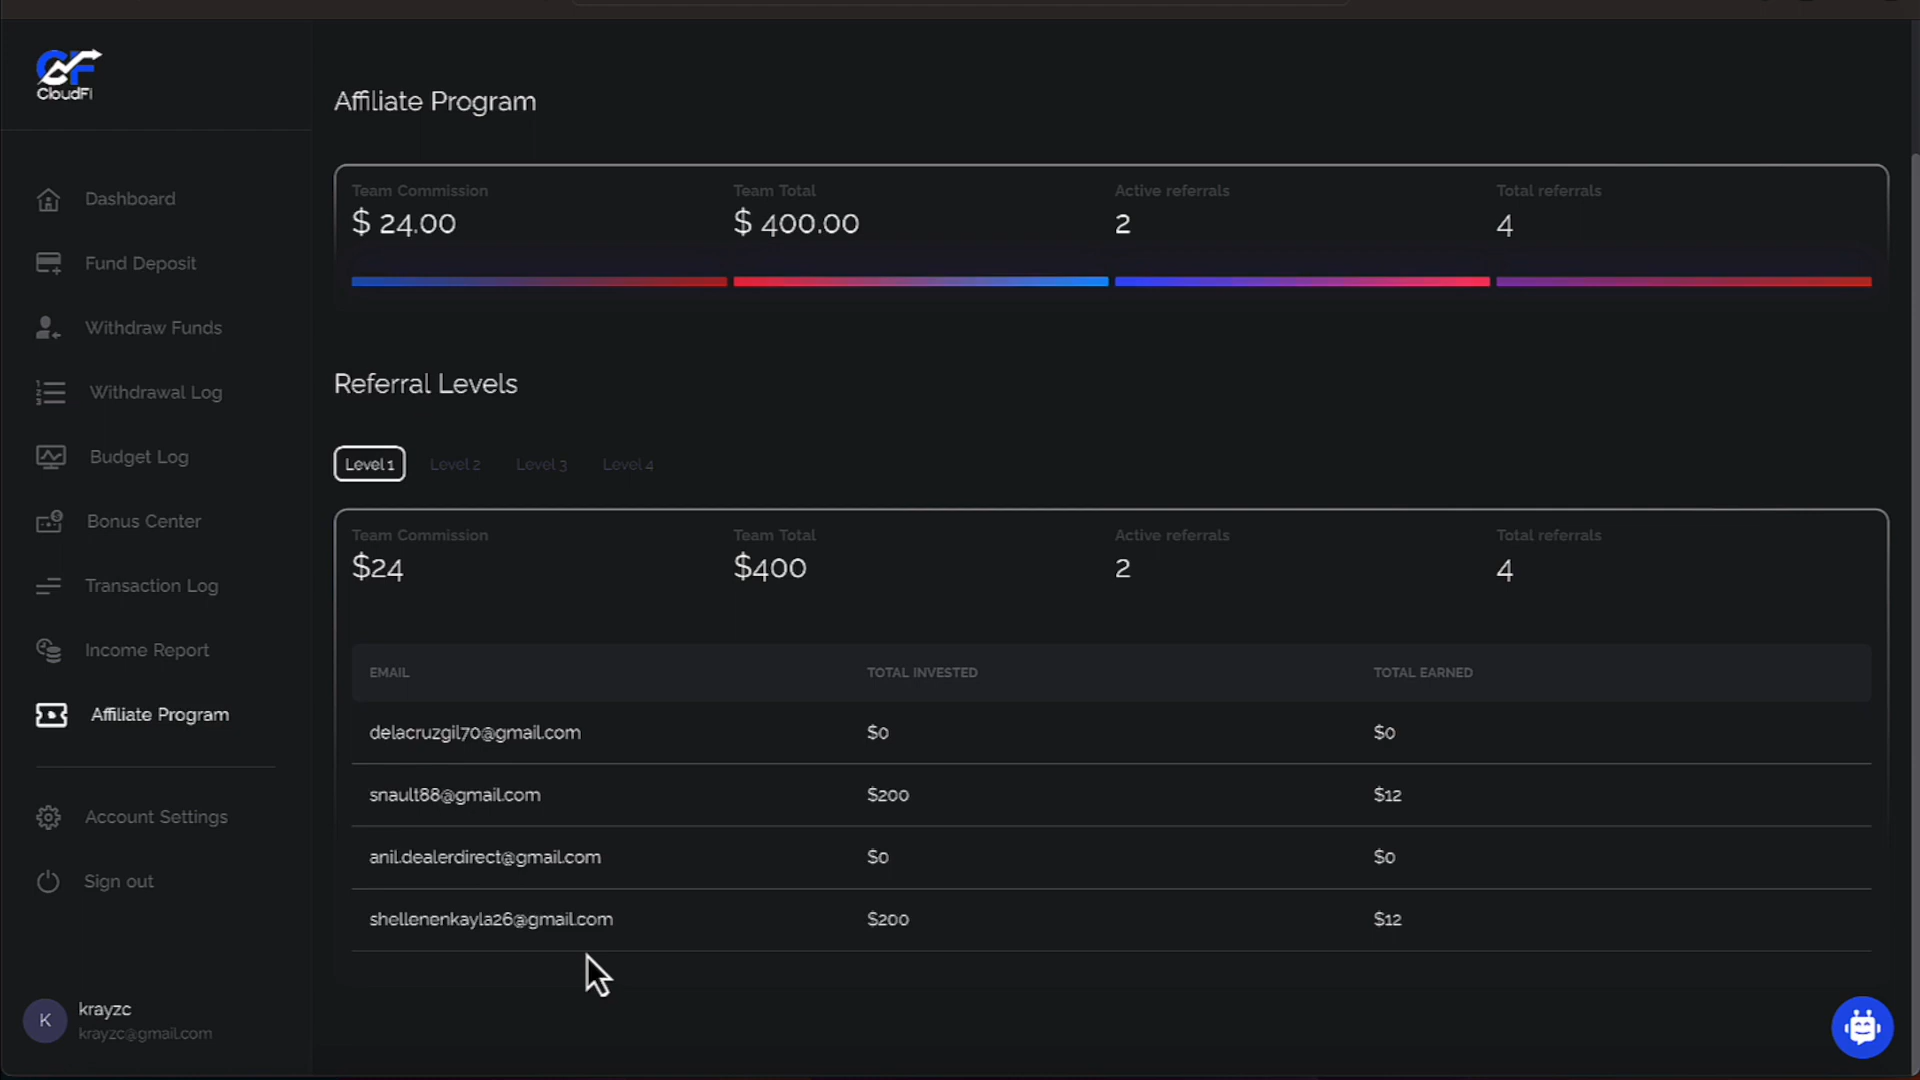 CF
CloudFI
Dashboard
Fund Deposit
Withdraw Funds
Withdrawal Log
Budget Log
Bonus Center
Transaction Log
Income Report
Affiliate Program
Account Settings
Sign out
K
krayzc
krayzc@gmail.com
Affiliate Program
Team Commission Team Total Active referrals Total referrals
$ 24.00 $ 400.00 2 4
Referral Levels
Level 1 Level 2 Level 3 Level 4
Team Commission Team Total Active referrals Total referrals
$24 $400 2 4
EMAIL TOTAL INVESTED TOTAL EARNED
delacruzgil70@gmail.com $0 $0
snault88@gmail.com $200 $12
anil.dealerdirect@gmail.com $0 $0
shellenenkayla26@gmail.com $200 $12